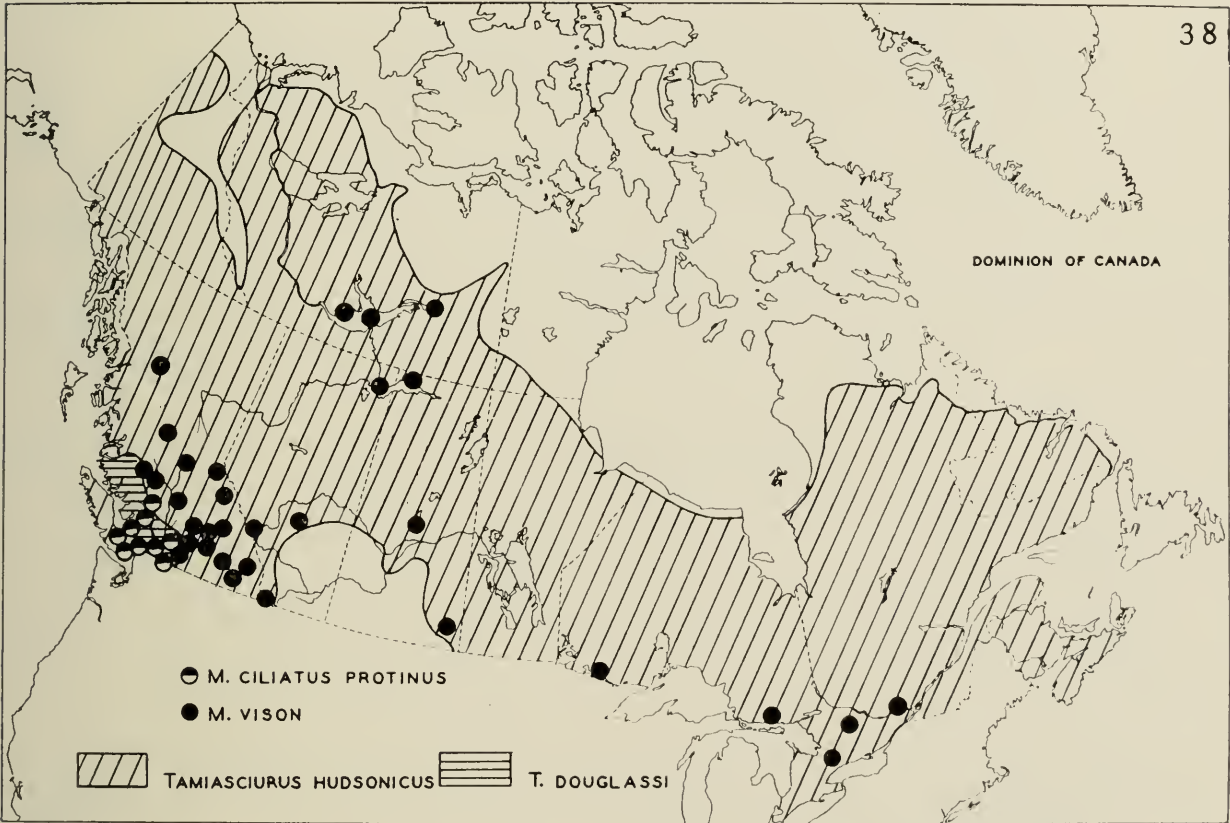 38
DOMINION OF CANADA
M. CILIATUS PROTINUS
M. VISON
TAMIASCIURUS HUDSONICUS
T. DOUGLASSI